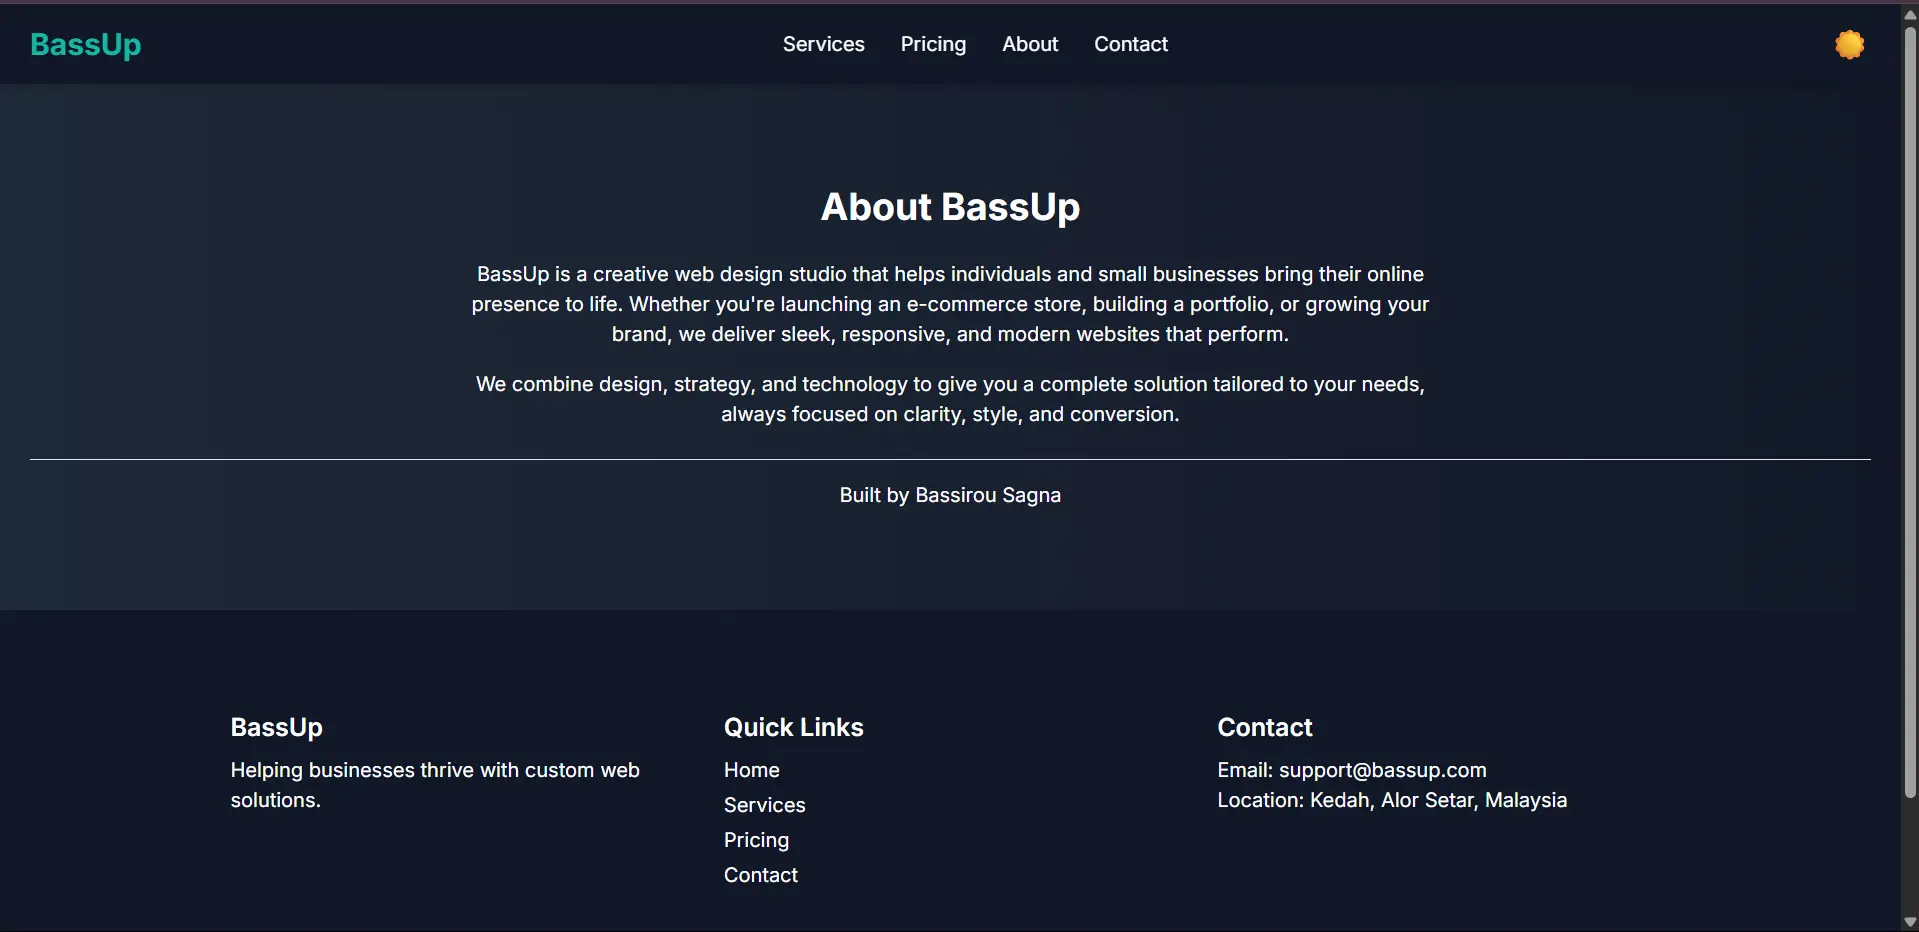 BassUp
Services
Pricing
About
Contact
About BassUp
BassUp is a creative web design studio that helps individuals and small businesses bring their online
presence to life. Whether you're launching an e-commerce store, building a portfolio, or growing your
brand, we deliver sleek, responsive, and modern websites that perform.
We combine design, strategy, and technology to give you a complete solution tailored to your needs,
always focused on clarity, style, and conversion.
Built by Bassirou Sagna
BassUp
Helping businesses thrive with custom web
solutions.
Quick Links
Home
Services
Pricing
Contact
Contact
Email: support@bassup.com
Location: Kedah, Alor Setar, Malaysia